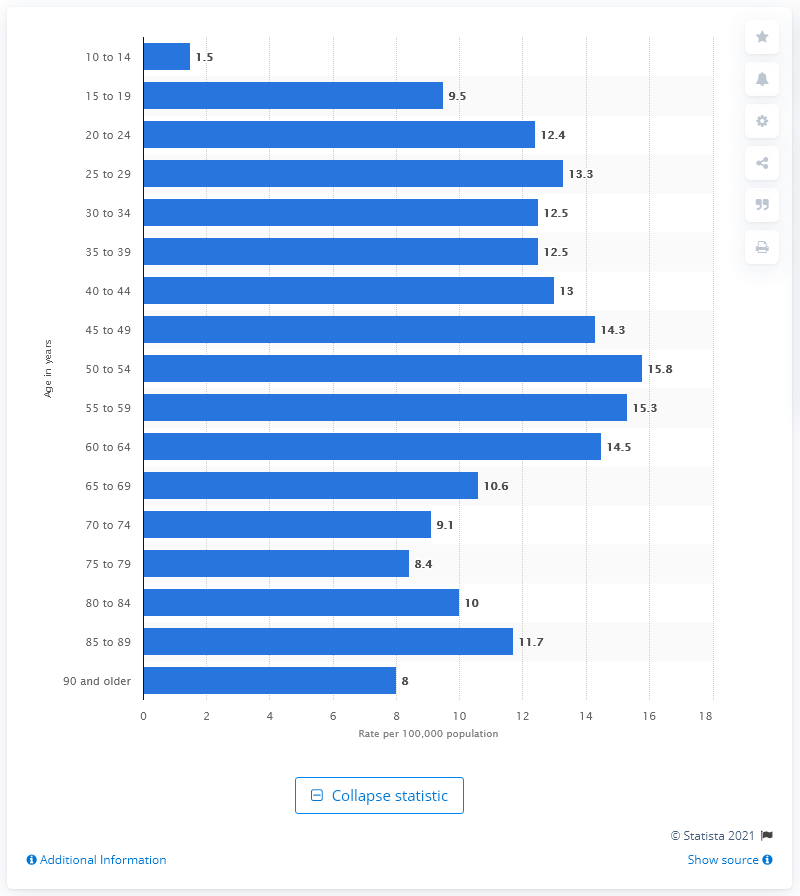 10 to 14 1.5
15 to 19 9.5
20 to 24 12.4
25 to 29 13.3
30 to 34 12.5
35 to 39 12.5
40 to 44 13
45 to 49 14.3
Age in years
50 to 54 15.8
55 to 59 15.3
60 to 64 14.5
65 to 69 10.6
70 to 74 9.1
75 to 79 8.4
80 to 84 10
85 to 89 11.7
90 and older 8
0 2 4 6 8 10 12 14 16 18
Rate per 100,000 population
Collapse statistic
© Statista 2021
Additional Information Show source